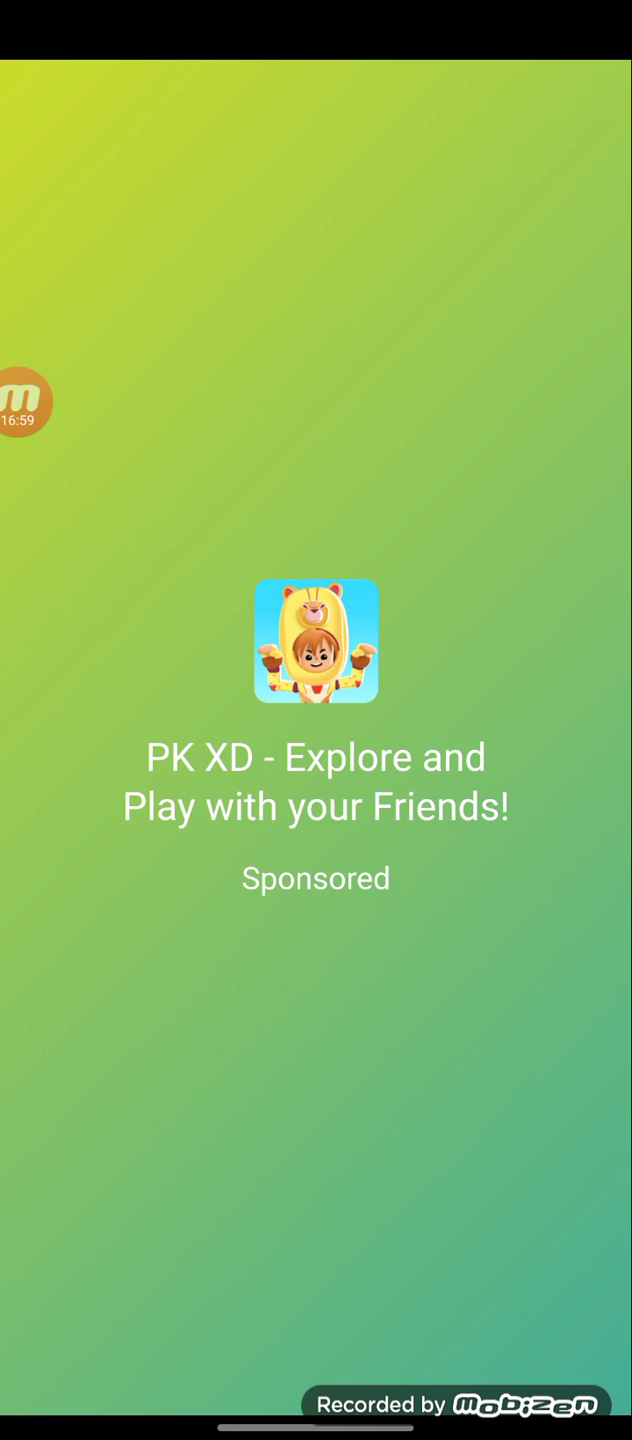 m
16:59
PK XD - Explore and
Play with your Friends!
Sponsored
Recorded by mobizen